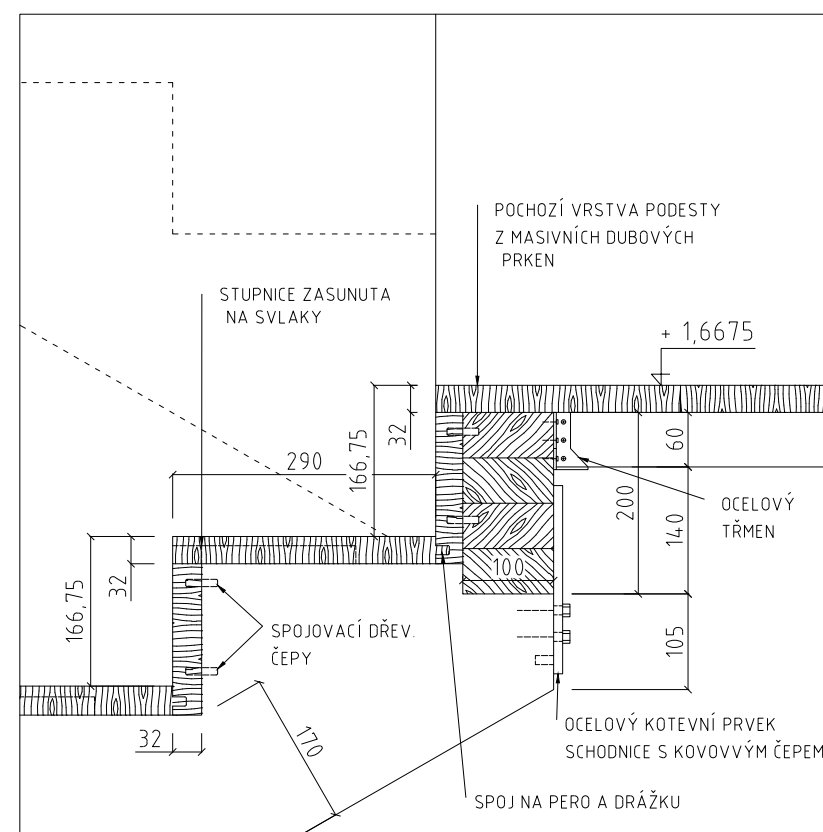 POCHOZÍ VRSTVA PODESTY
Z MASIVNÍCH DUBOVÝCH
PRKEN
STUPNICE ZASUNUTA
NA SVLAKY
+ 1,6675
32
60
166,75
290
200
OCELOVÝ
TŘMEN
140
32
100
166,75
SPOJOVACÍ DŘEV.
ČEPY
105
32
170
OCELOVÝ KOTEVNÍ PRVEK
SCHODNICE S KOVOVVÝM ČEPEM
SPOJ NA PERO A DRÁŽKU